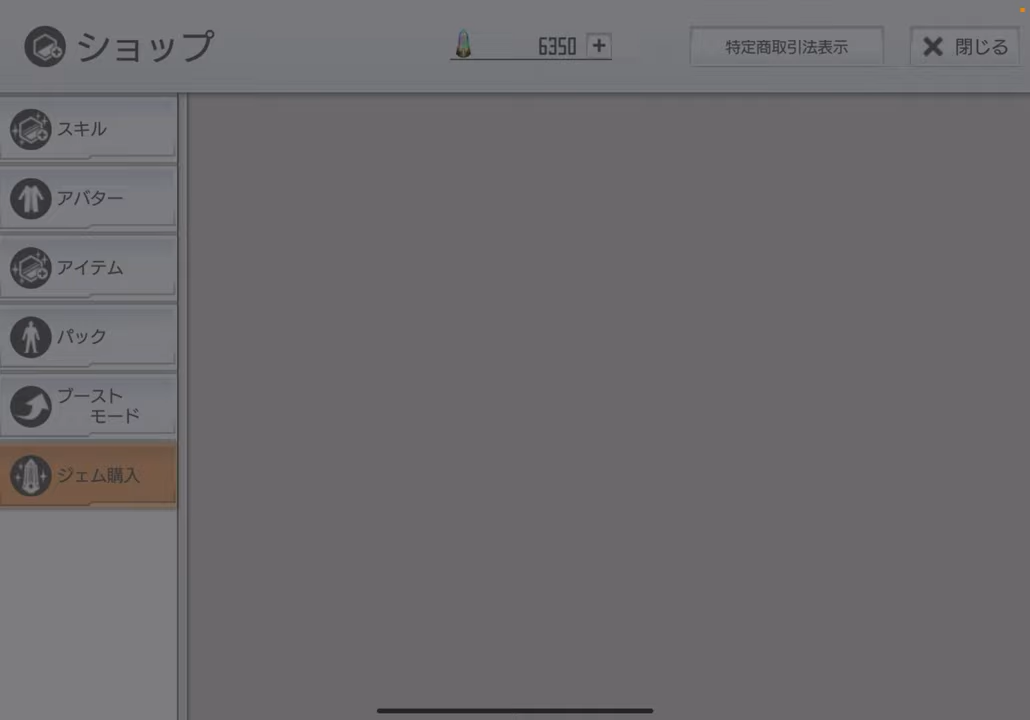 ショップ
6350
特定商取引法表示
閉じる
スキル
アバター
アイテム
パック
ブースト
モード
ジェム購入